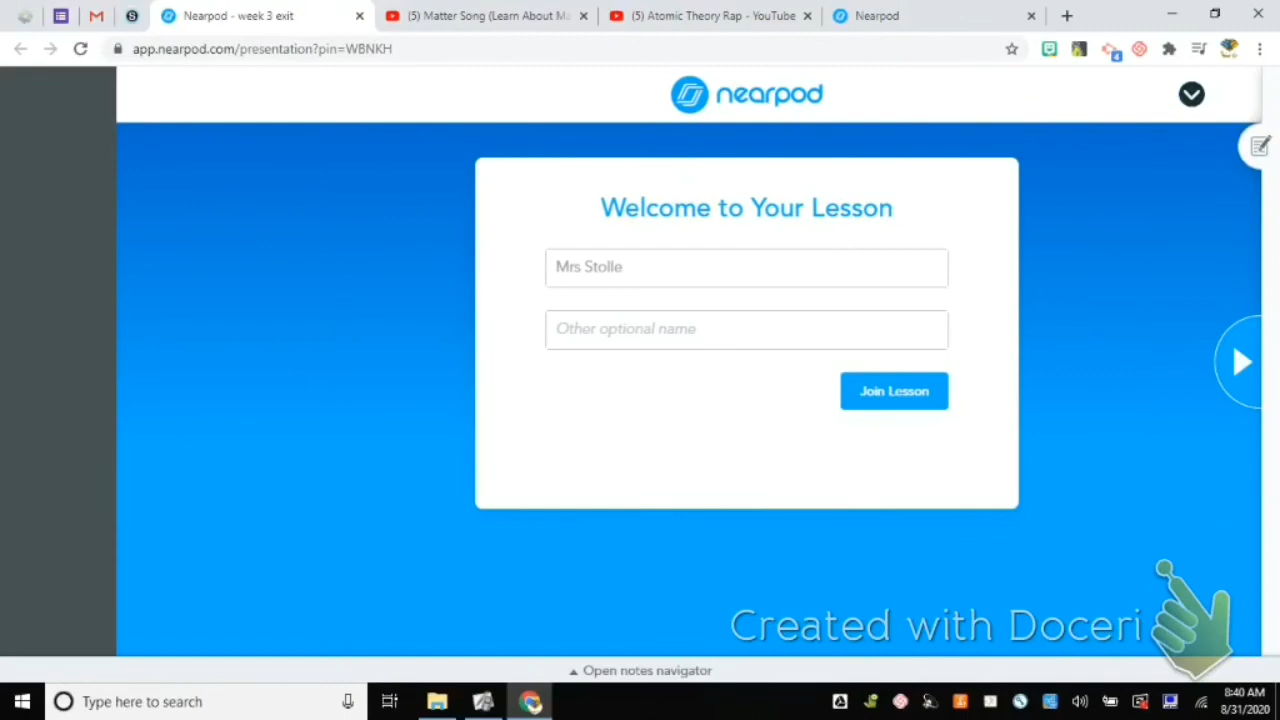 Nearpod - week 3 exit
(5) Matter Song (Learn About Ma
(5) Atomic Theory Rap - YouTube
Nearpod
app.nearpod.com/presentation?pin=WBNKH
4
nearpod
Welcome to Your Lesson
Mrs Stolle
Other optional name
Join Lesson
Created with Doceri
Open notes navigator
Type here to search
8:40 AM
8/31/2020